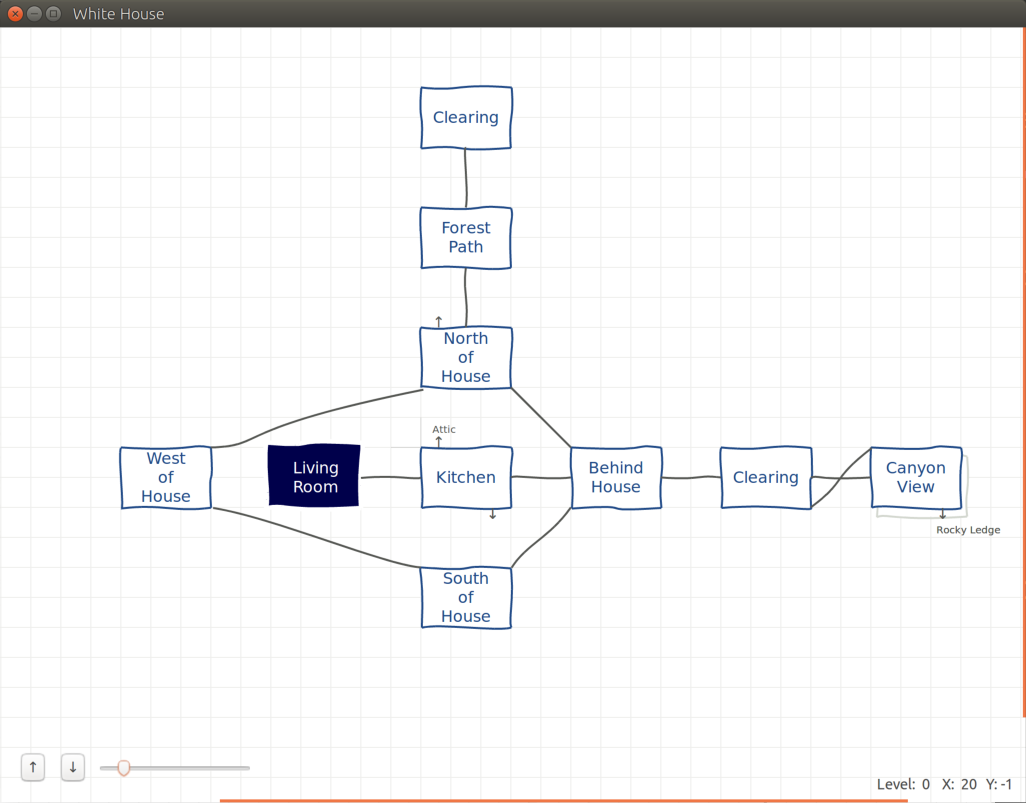 White House
Clearing
Forest
Path
↑
North
of
House
Attic
↑
West
of
House
Living
Room
Kitchen
Behind
House
Clearing
Canyon
View
↓
↓
Rocky Ledge
South
of
House
↑
↓
Level: 0 X: 20 Y: -1